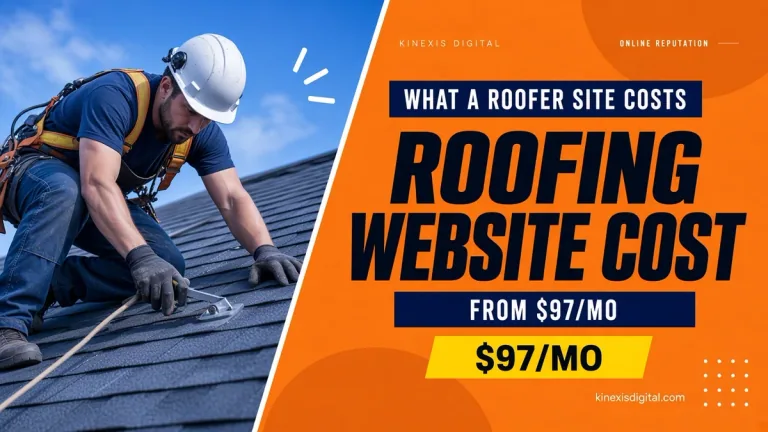 KINEXIS DIGITAL
ONLINE REPUTATION
WHAT A ROOFER SITE COSTS
ROOFING
WEBSITE COST
FROM $97/MO
$97/MO
kinexisdigital.com